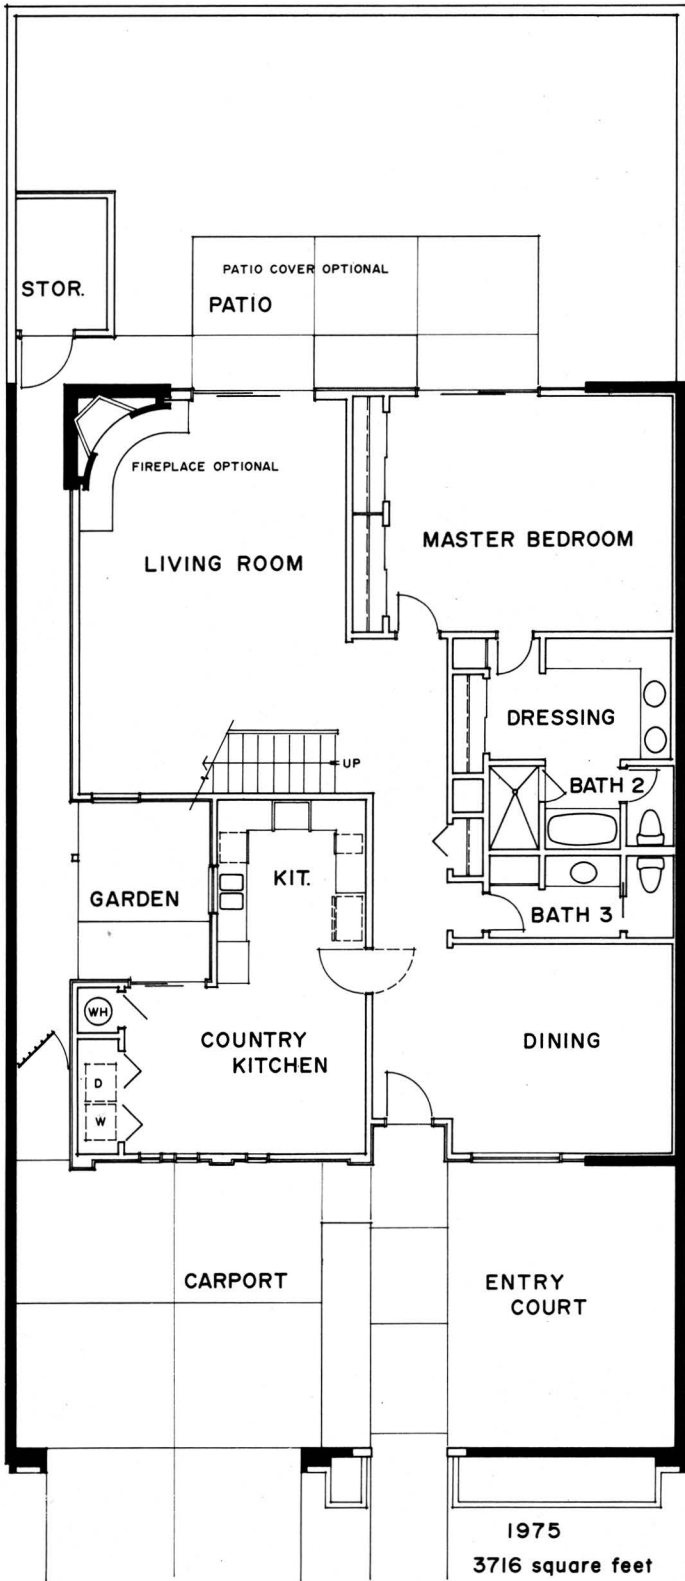 PATIO COVER OPTIONAL
STOR.
PATIO
FIREPLACE OPTIONAL
MASTER BEDROOM
LIVING ROOM
DRESSING
UP
BATH 2
KIT.
GARDEN
BATH 3
WH
COUNTRY
KITCHEN
DINING
D
W
CARPORT
ENTRY
COURT
1975
3716 square feet